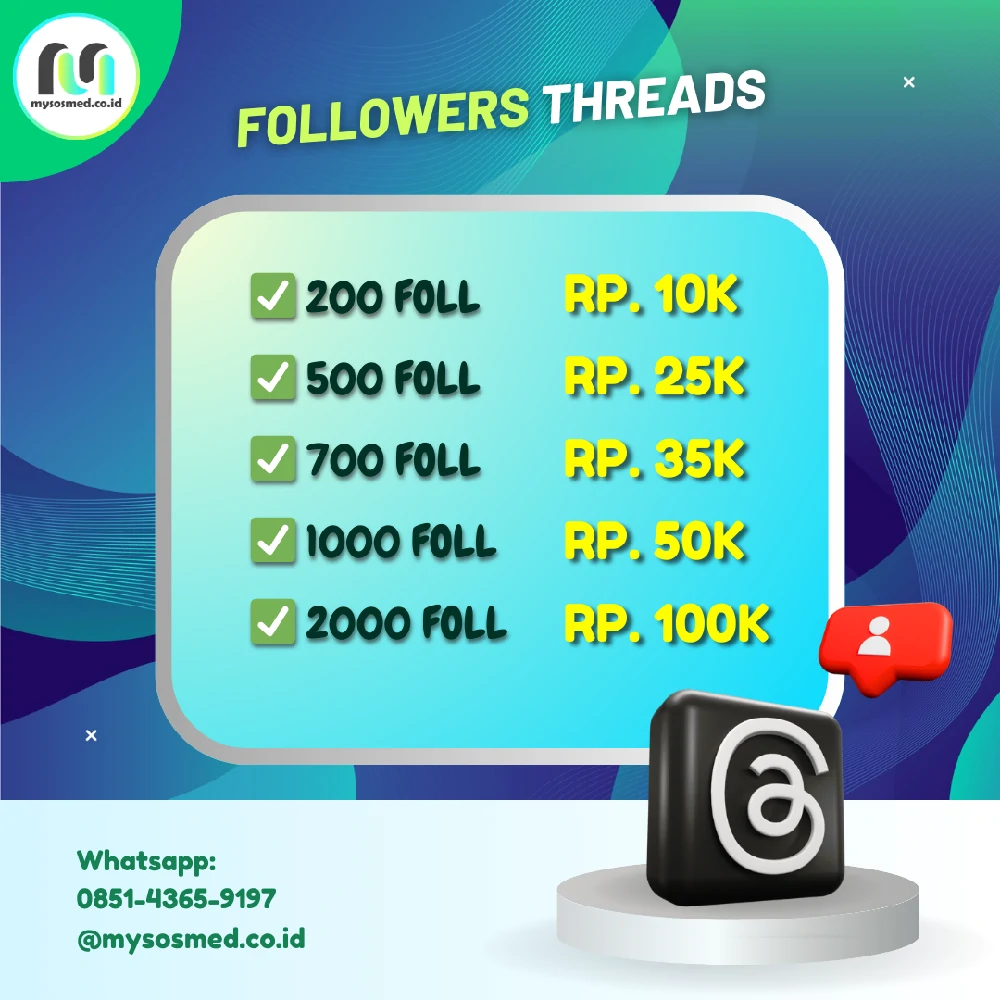 mysosmed.co.id
FOLLOWERS THREADS
200 FOLL RP. 10K
500 FOLL RP. 25K
700 FOLL RP. 35K
1000 FOLL RP. 50K
2000 FOLL RP. 100K
Whatsapp:
0851-4365-9197
@mysosmed.co.id